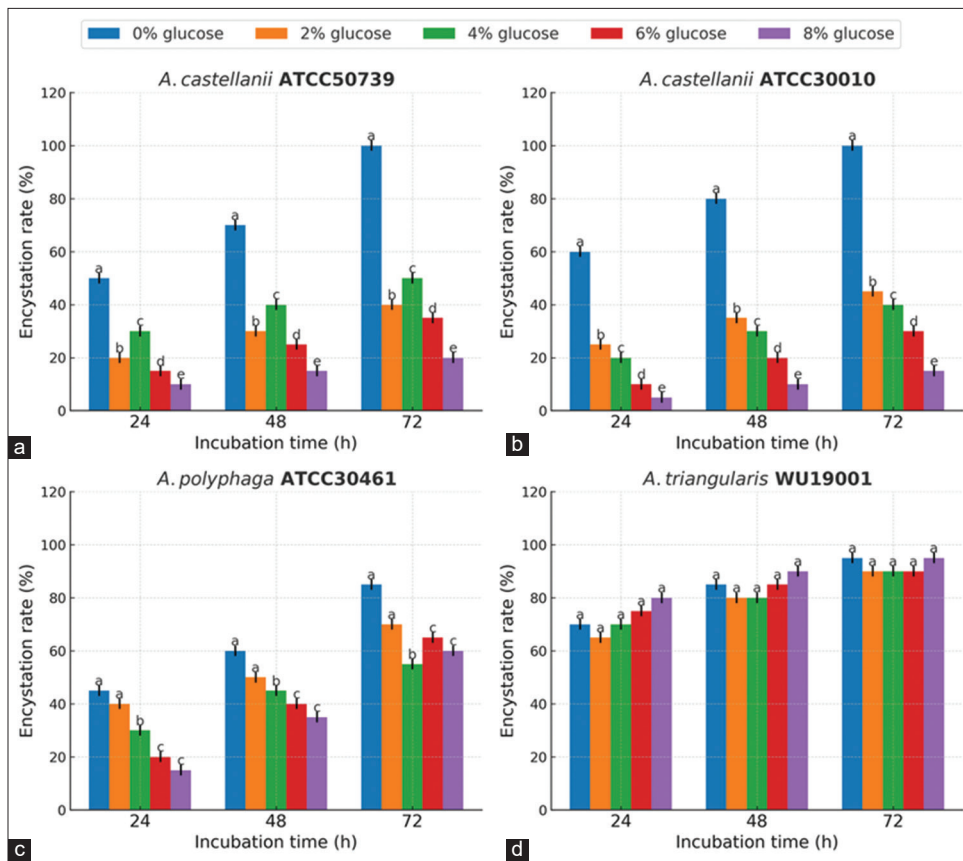 0% glucose 2% glucose 4% glucose 6% glucose 8% glucose
A. castellanii ATCC50739
120
100
80
60
40
20
0
Encystation rate (%)
a b c d e
a b c d e
a b c d e
24 48 72
Incubation time (h)
a
A. castellanii ATCC30010
120
100
80
60
40
20
0
Encystation rate (%)
a b c d e
a b c d e
a b c d e
24 48 72
Incubation time (h)
b
A. polyphaga ATCC30461
120
100
80
60
40
20
0
Encystation rate (%)
a a b c c
a a b c c
a a b c c
24 48 72
Incubation time (h)
c
A. triangularis WU19001
120
100
80
60
40
20
0
Encystation rate (%)
a a a a a
a a a a a
a a a a a
24 48 72
Incubation time (h)
d